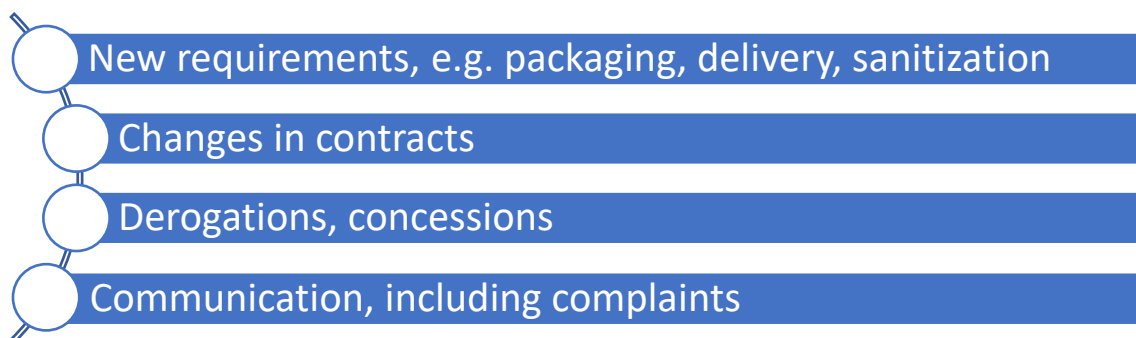 New requirements, e.g. packaging, delivery, sanitization
Changes in contracts
Derogations, concessions
Communication, including complaints